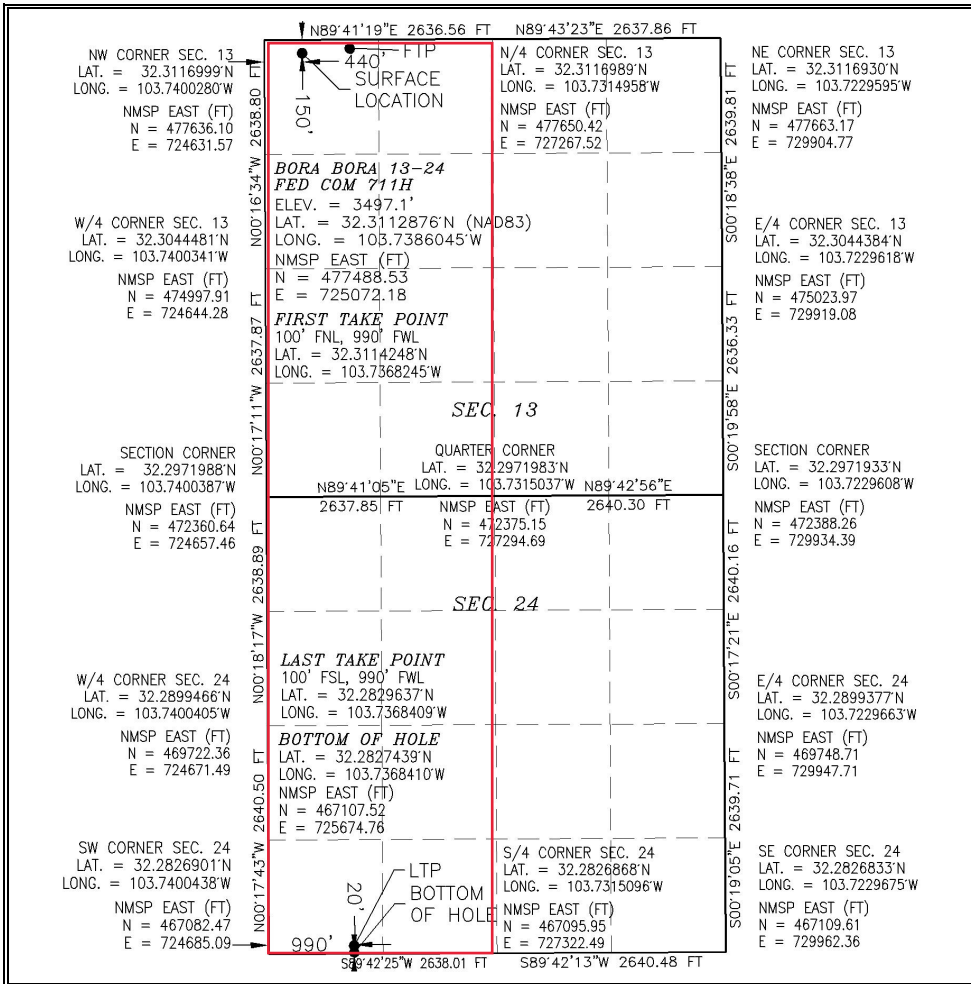 N89°41'19"E 2636.56 FT
N89°43'23"E 2637.86 FT
NW CORNER SEC. 13
LAT. = 32.3116999'N
LONG. = 103.7400280'W
NMSP EAST (FT)
N = 477636.10
E = 724631.57
FTP
440'
SURFACE
LOCATION
150'
N/4 CORNER SEC. 13
LAT. = 32.3116989'N
LONG. = 103.7314958'W
NMSP EAST (FT)
N = 477650.42
E = 727267.52
NE CORNER SEC. 13
LAT. = 32.3116930'N
LONG. = 103.7229595'W
NMSP EAST (FT)
N = 477663.17
E = 729904.77
N00°16'34"W 2638.80 FT
S00°18'38"E 2639.81 FT
BORA BORA 13-24
FED COM 711H
ELEV. = 3497.1'
LAT. = 32.3112876'N (NAD83)
LONG. = 103.7386045'W
NMSP EAST (FT)
N = 477488.53
E = 725072.18
W/4 CORNER SEC. 13
LAT. = 32.3044481'N
LONG. = 103.7400341'W
NMSP EAST (FT)
N = 474997.91
E = 724644.28
E/4 CORNER SEC. 13
LAT. = 32.3044384'N
LONG. = 103.7229618'W
NMSP EAST (FT)
N = 475023.97
E = 729919.08
FIRST TAKE POINT
100' FNL, 990' FWL
LAT. = 32.3114248'N
LONG. = 103.7368245'W
N00°17'11"W 2637.87 FT
S00°19'58"E 2636.33 FT
SEC. 13
SECTION CORNER
LAT. = 32.2971988'N
LONG. = 103.7400387'W
NMSP EAST (FT)
N = 472360.64
E = 724657.46
QUARTER CORNER
LAT. = 32.2971983'N
LONG. = 103.7315037'W
N89°41'05"E
2637.85 FT
N89°42'56"E
2640.30 FT
NMSP EAST (FT)
N = 472375.15
E = 727294.69
SECTION CORNER
LAT. = 32.2971933'N
LONG. = 103.7229608'W
NMSP EAST (FT)
N = 472388.26
E = 729934.39
N00°18'17"W 2638.89 FT
S00°17'21"E 2640.16 FT
SEC. 24
LAST TAKE POINT
100' FSL, 990' FWL
LAT. = 32.2829637'N
LONG. = 103.7368409'W
W/4 CORNER SEC. 24
LAT. = 32.2899466'N
LONG. = 103.7400405'W
NMSP EAST (FT)
N = 469722.36
E = 724671.49
E/4 CORNER SEC. 24
LAT. = 32.2899377'N
LONG. = 103.7229663'W
NMSP EAST (FT)
N = 469748.71
E = 729947.71
BOTTOM OF HOLE
LAT. = 32.2827439'N
LONG. = 103.7368410'W
NMSP EAST (FT)
N = 467107.52
E = 725674.76
N00°17'43"W 2640.50 FT
S00°19'05"E 2639.71 FT
SW CORNER SEC. 24
LAT. = 32.2826901'N
LONG. = 103.7400438'W
NMSP EAST (FT)
N = 467082.47
E = 724685.09
LTP
BOTTOM
OF HOLE
20'
990'
S/4 CORNER SEC. 24
LAT. = 32.2826868'N
LONG. = 103.7315096'W
NMSP EAST (FT)
N = 467095.95
E = 727322.49
SE CORNER SEC. 24
LAT. = 32.2826833'N
LONG. = 103.7229675'W
NMSP EAST (FT)
N = 467109.61
E = 729962.36
S89°42'25"W 2638.01 FT
S89°42'13"W 2640.48 FT